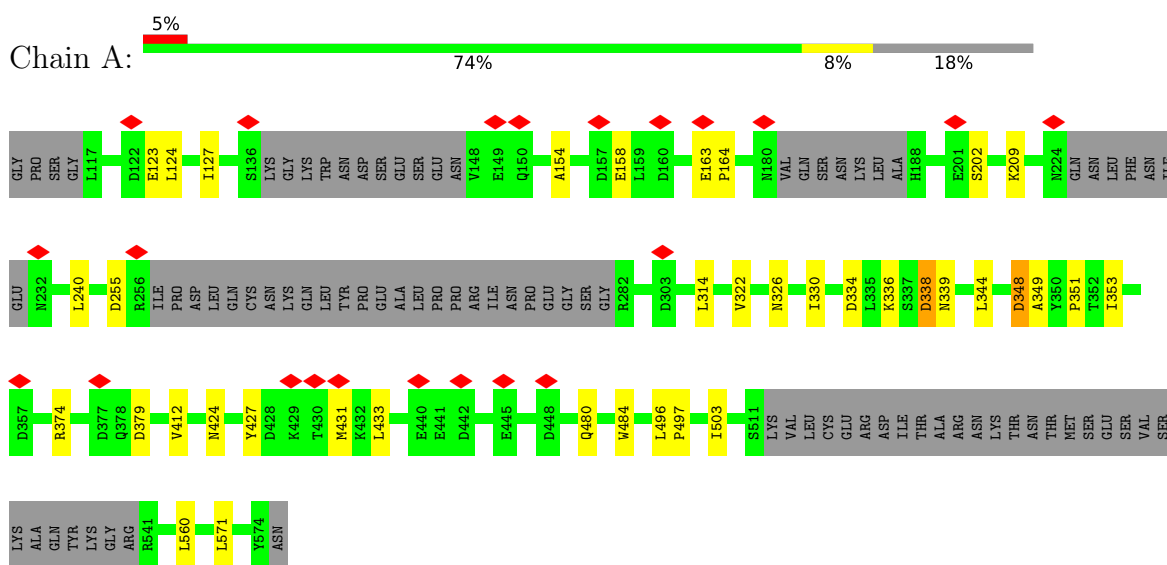 5%
Chain A:
74% 8% 18%
GLY PRO SER GLY L117 D122 E123 L124 I127 S136 LYS GLY LYS TRP ASN ASP SER GLU SER GLU ASN V148 E149 Q150 A154 D157 E158 L159 D160 E163 P164 N180 VAL GLN SER ASN LYS LEU ALA H188 E201 S202 K209 N224 GLN ASN LEU PHE ASN ILE
GLU N232 L240 D255 R256 ILE PRO ASP LEU GLN CYS ASN LYS GLN LEU TYR PRO GLU ALA LEU PRO PRO ARG ILE ASN PRO GLU GLY SER GLY R282 D303 L314 V322 N326 I330 D334 L335 K336 S337 D338 N339 L344 D348 A349 Y350 P351 T352 I353
D357 R374 D377 Q378 D379 V412 N424 Y427 D428 K429 T430 M431 K432 L433 E440 E441 D442 E445 D448 Q480 W484 L496 P497 I503 S511 LYS VAL LEU CYS GLU ARG ASP ILE THR ALA ARG ASN LYS THR ASN THR MET SER GLU SER VAL SER
LYS ALA GLN TYR LYS GLY ARG R541 L560 L571 Y574 ASN